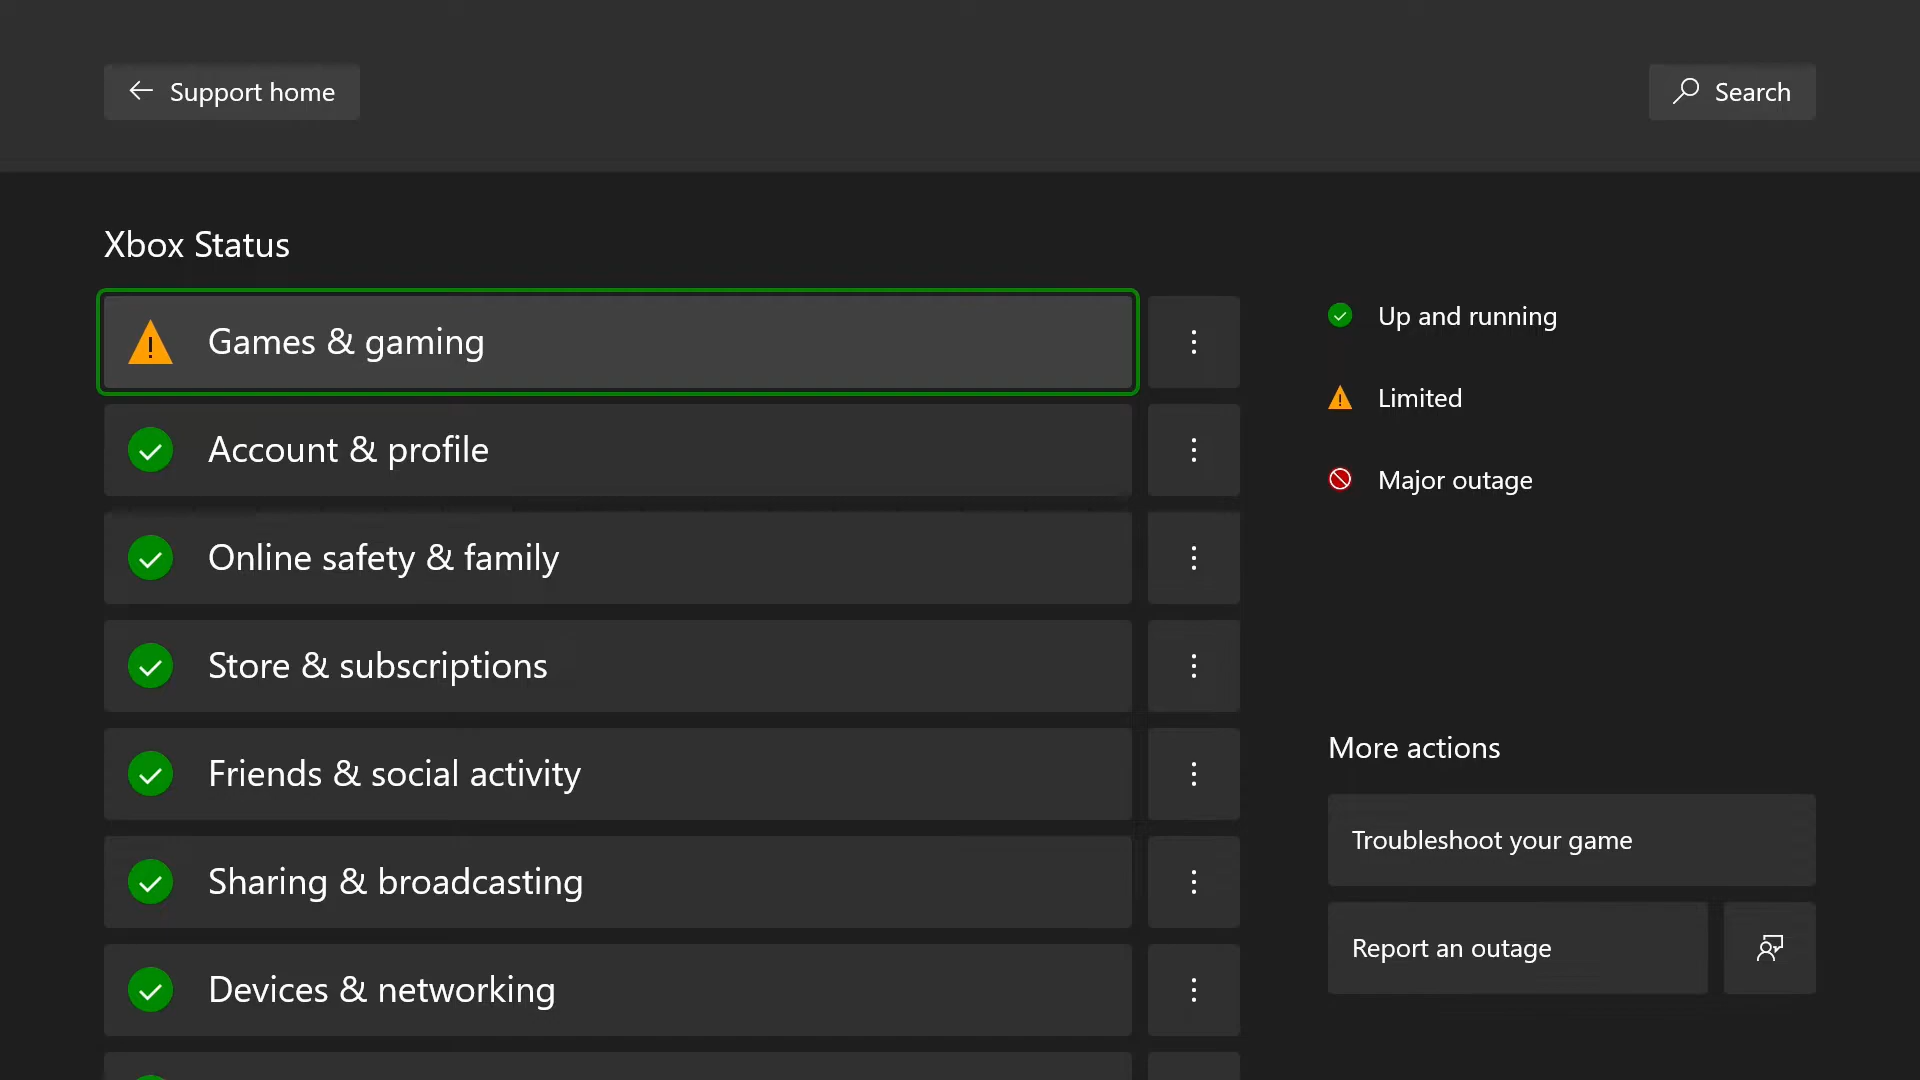 Support home
Search
Xbox Status
Games & gaming
Account & profile
Online safety & family
Store & subscriptions
Friends & social activity
Sharing & broadcasting
Devices & networking
Up and running
Limited
Major outage
More actions
Troubleshoot your game
Report an outage